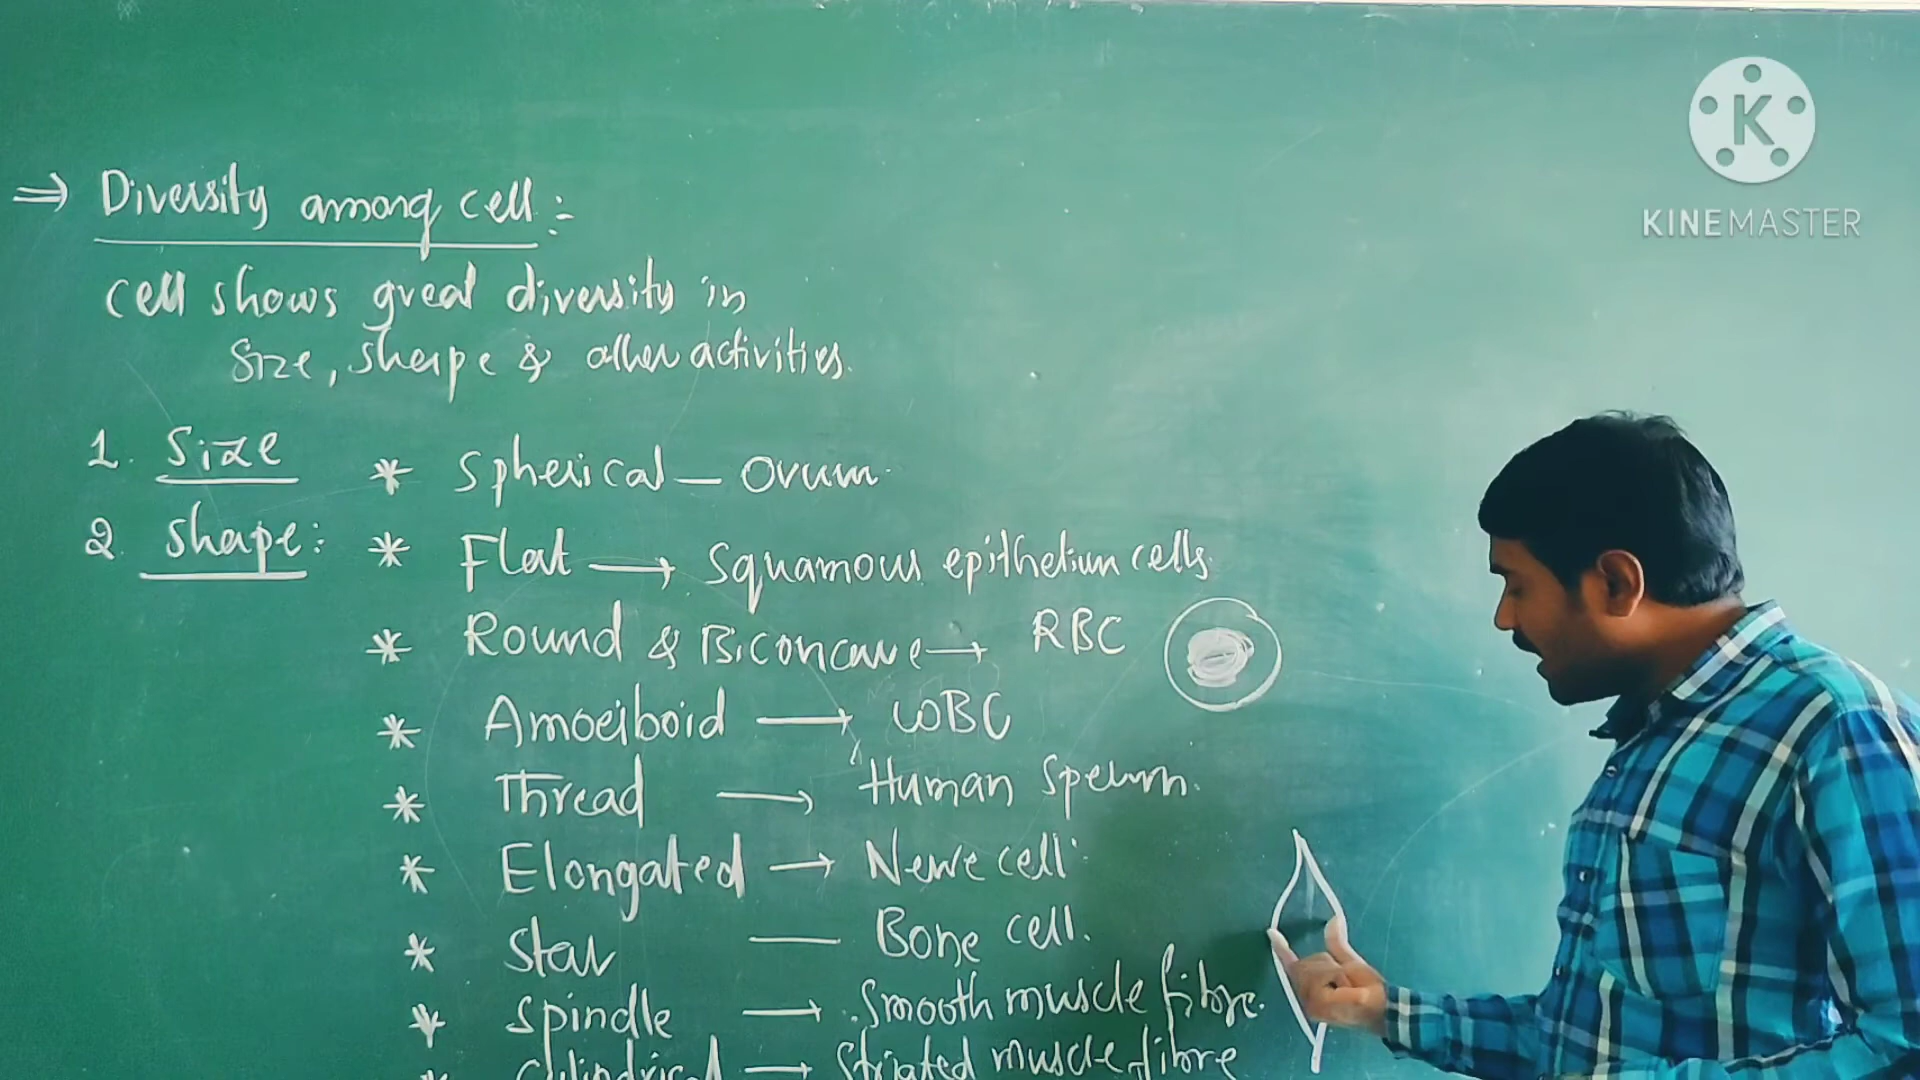 ⇒ Diversity among cell :-
cell shows great diversity in
size, shape & other activities.
1. Size
* Spherical — Ovum.
2. Shape:
* Flat → Squamous epithelium cells.
* Round & Biconcave → RBC
* Amoeiboid → WBC
* Thread → Human Sperm.
* Elongated → Nerve cell.
* Star — Bone cell.
* Spindle → Smooth muscle fibre.
* Cylindrical → Striated muscle fibre
K
KINEMASTER